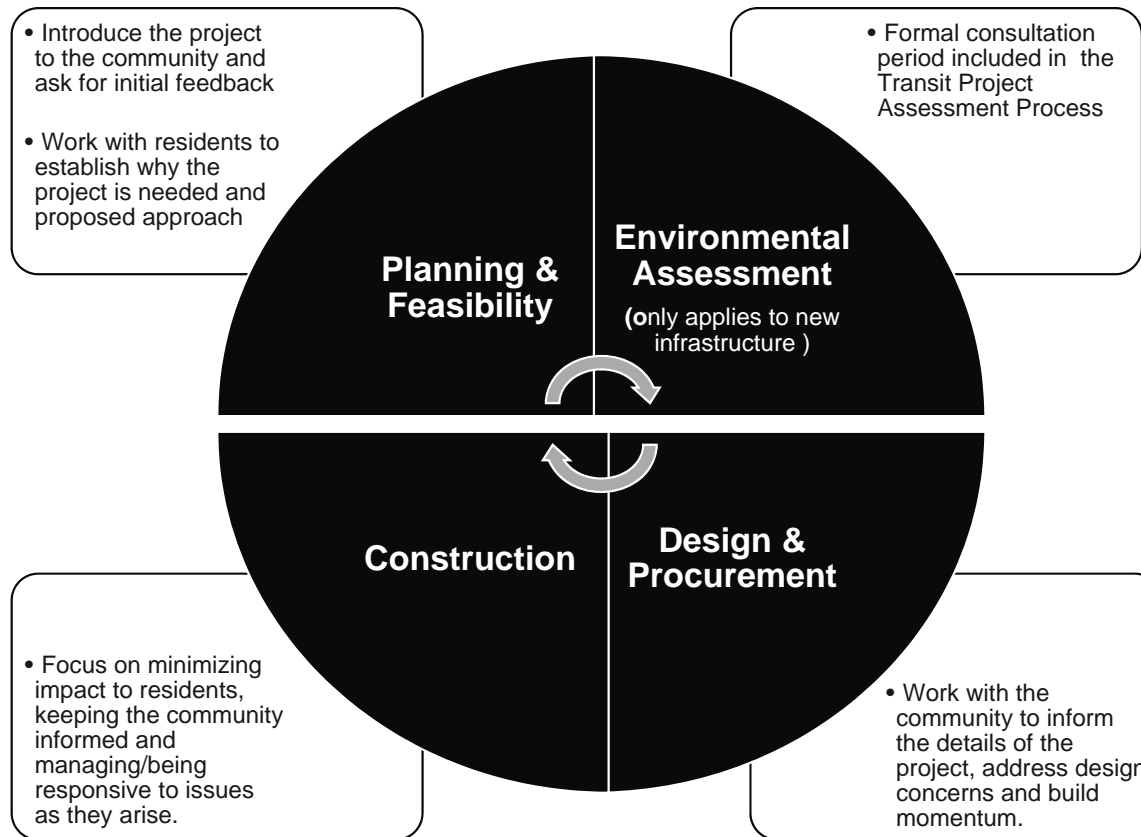 • Introduce the project
to the community and
ask for initial feedback
• Work with residents to
establish why the
project is needed and
proposed approach
• Formal consultation
period included in the
Transit Project
Assessment Process
Planning &
Feasibility
Environmental
Assessment
(only applies to new
infrastructure )
Construction
Design &
Procurement
• Focus on minimizing
impact to residents,
keeping the community
informed and
managing/being
responsive to issues
as they arise.
• Work with the
community to inform
the details of the
project, address design
concerns and build
momentum.